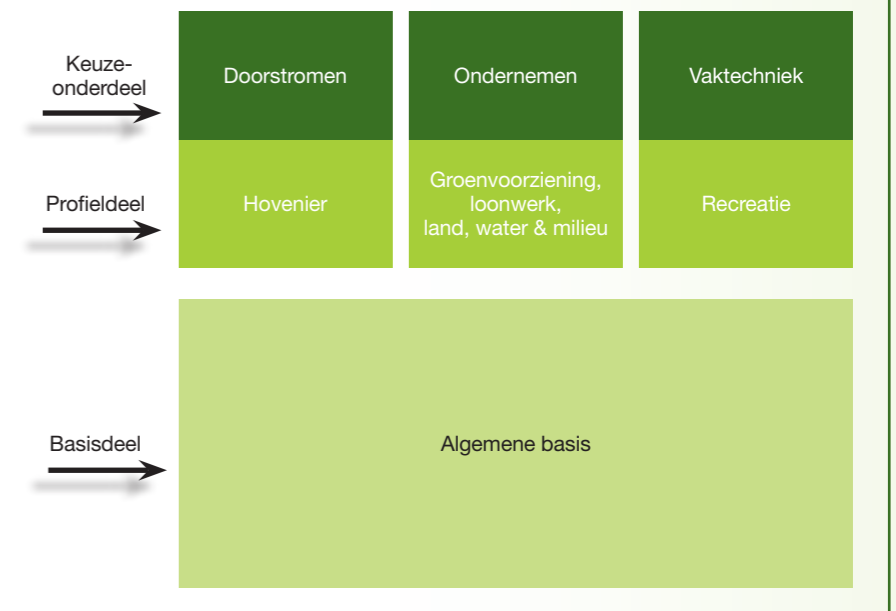 Keuze-
onderdeel
Doorstromen
Ondernemen
Vaktechniek
Profieldeel
Hovenier
Groenvoorziening,
loonwerk,
land, water & milieu
Recreatie
Basisdeel
Algemene basis